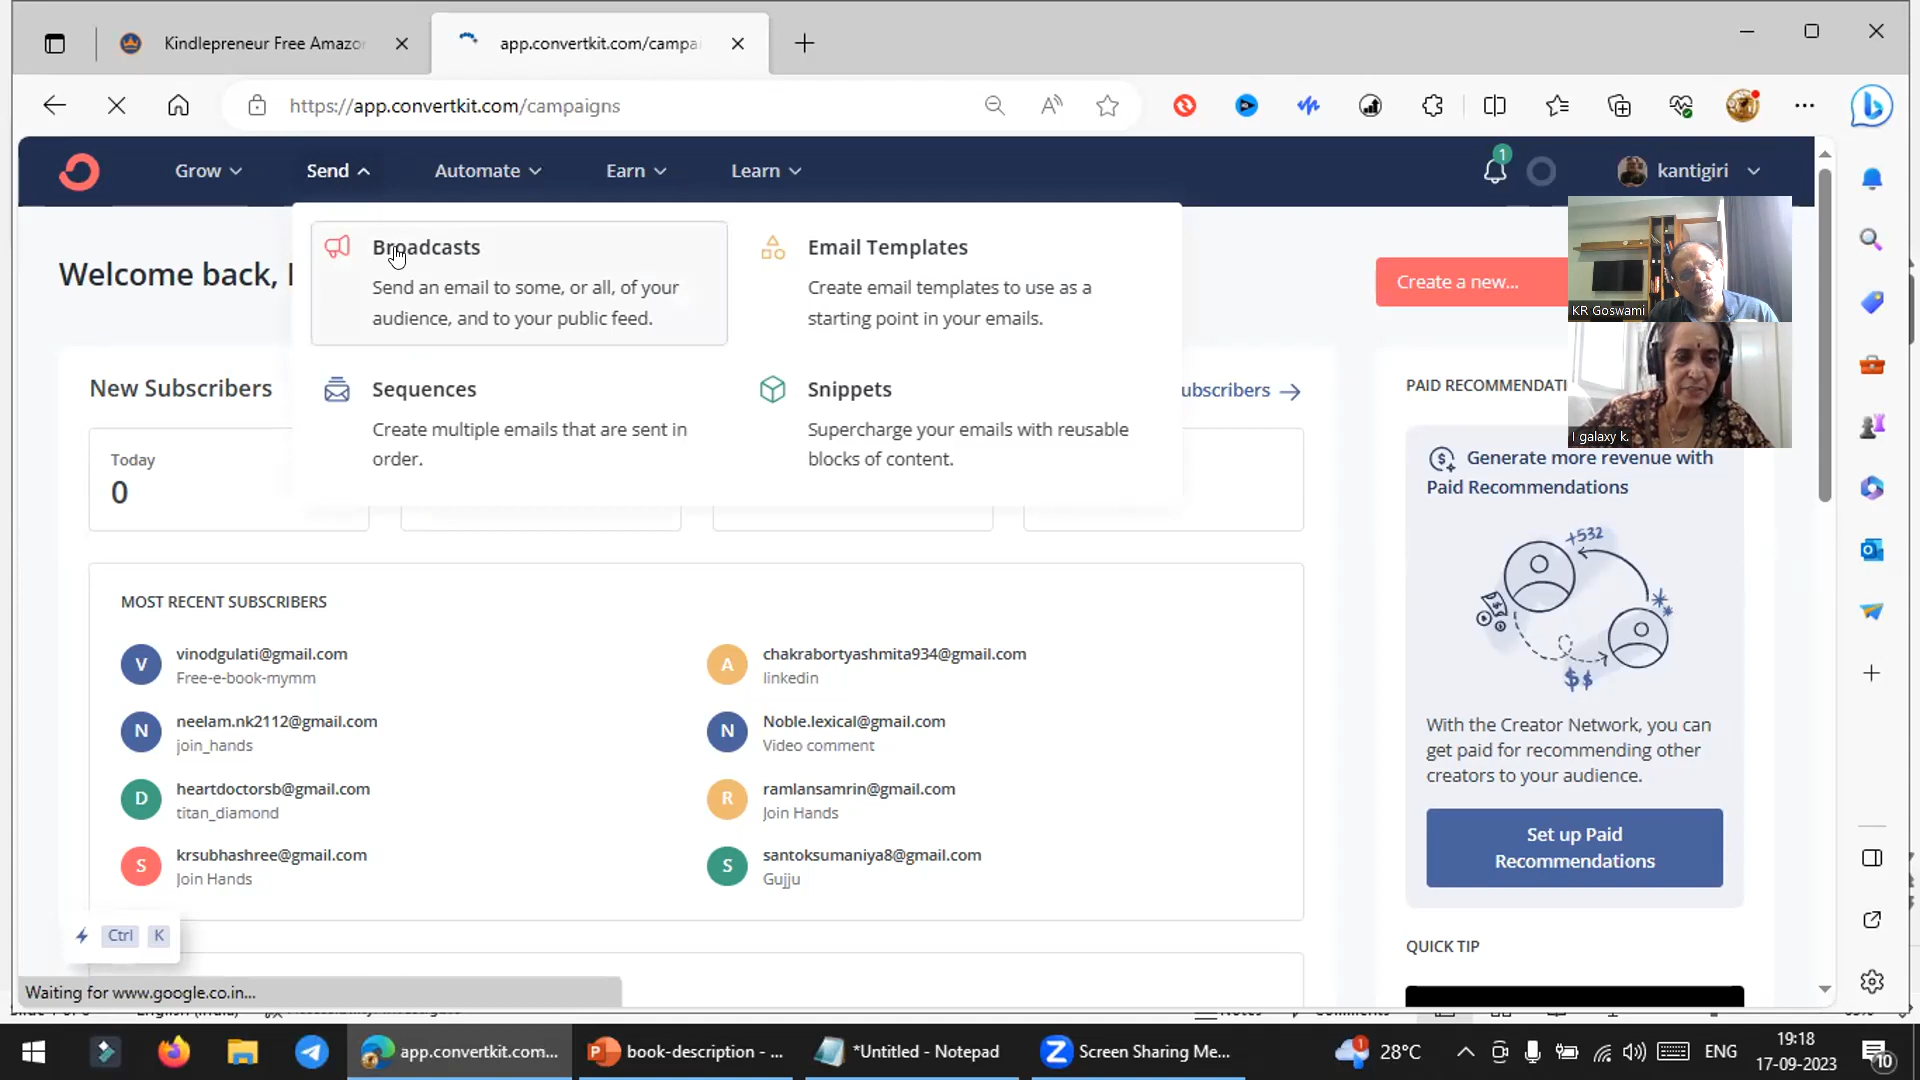 Kindlepreneur Free Amazo
app.convertkit.com/campai
https://app.convertkit.com/campaigns
Grow
Send
Automate
Earn
Learn
1
kantigiri
Welcome back,
Broadcasts
Send an email to some, or all, of your
audience, and to your public feed.
Email Templates
Create email templates to use as a
starting point in your emails.
Sequences
Create multiple emails that are sent in
order.
Snippets
Supercharge your emails with reusable
blocks of content.
Create a new...
KR Goswami
I galaxy k.
New Subscribers
ubscribers
Today
0
PAID RECOMMENDATI
Generate more revenue with
Paid Recommendations
+532
$$
With the Creator Network, you can
get paid for recommending other
creators to your audience.
Set up Paid
Recommendations
QUICK TIP
MOST RECENT SUBSCRIBERS
V
vinodgulati@gmail.com
Free-e-book-mymm
A
chakrabortyashmita934@gmail.com
linkedin
N
neelam.nk2112@gmail.com
join_hands
N
Noble.lexical@gmail.com
Video comment
D
heartdoctorsb@gmail.com
titan_diamond
R
ramlansamrin@gmail.com
Join Hands
S
krsubhashree@gmail.com
Join Hands
S
santoksumaniya8@gmail.com
Gujju
Ctrl K
Waiting for www.google.co.in...
app.convertkit.com...
book-description - ...
*Untitled - Notepad
Screen Sharing Me...
1
28°C
ENG
19:18
17-09-2023
10